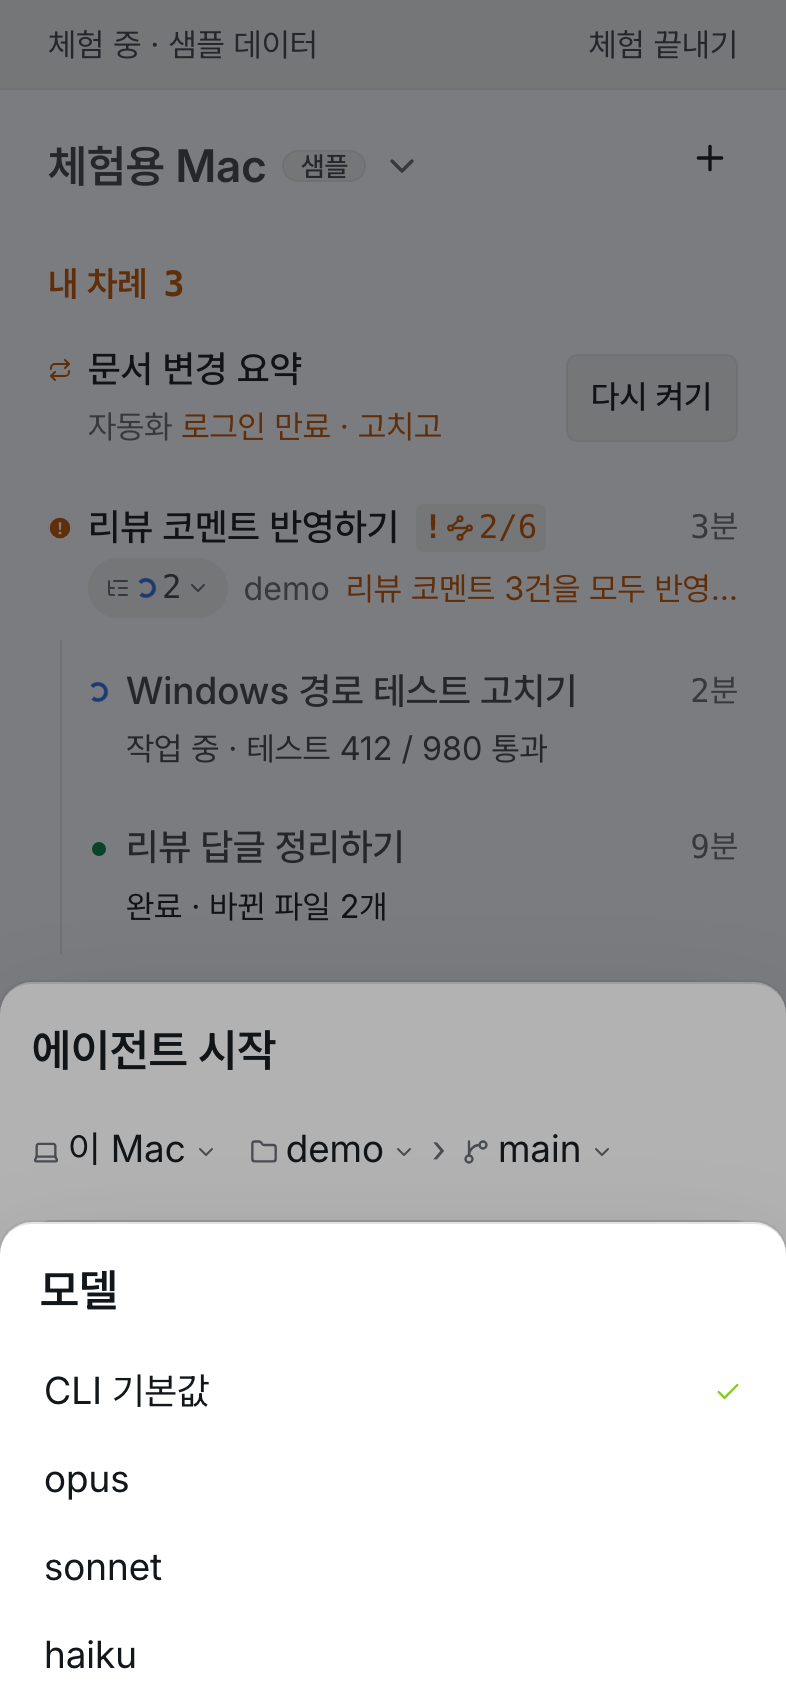 체험 중 · 샘플 데이터 체험 끝내기
체험용 Mac 샘플
내 차례 3
문서 변경 요약
다시 켜기
자동화 로그인 만료 · 고치고
리뷰 코멘트 반영하기 ! 2/6 3분
2 demo 리뷰 코멘트 3건을 모두 반영...
Windows 경로 테스트 고치기 2분
작업 중 · 테스트 412 / 980 통과
리뷰 답글 정리하기 9분
완료 · 바뀐 파일 2개
에이전트 시작
이 Mac demo › main
모델
CLI 기본값
opus
sonnet
haiku